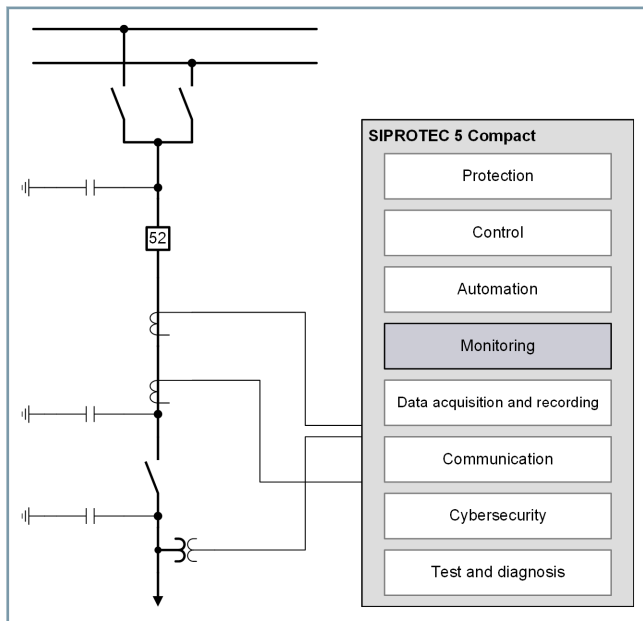 SIPROTEC 5 Compact
Protection
Control
52
Automation
Monitoring
Data acquisition and recording
Communication
Cybersecurity
Test and diagnosis